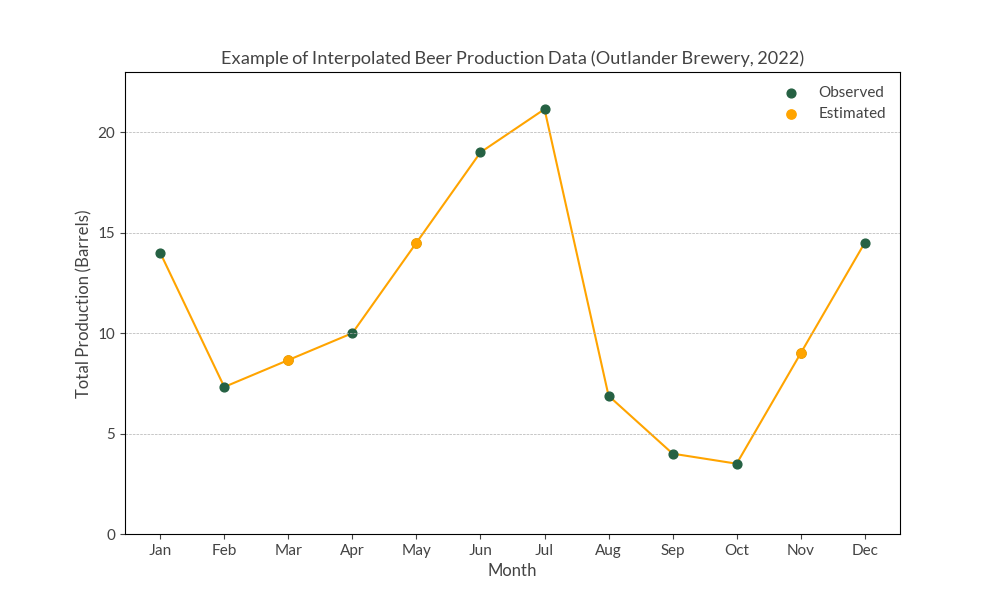 Example of Interpolated Beer Production Data (Outlander Brewery, 2022)
Observed
Estimated
Total Production (Barrels)
20
15
10
5
0
Jan Feb Mar Apr May Jun Jul Aug Sep Oct Nov Dec
Month